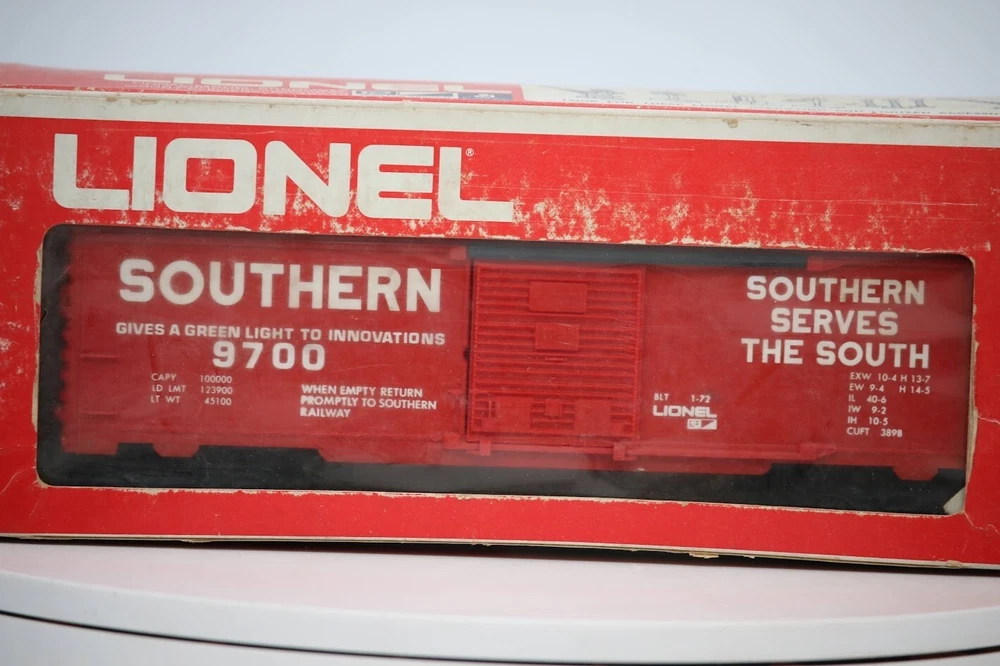 LIONEL
LIONEL®
SOUTHERN
GIVES A GREEN LIGHT TO INNOVATIONS
9700
CAPY 100000
LD LMT 123900
LT WT 45100
WHEN EMPTY RETURN
PROMPTLY TO SOUTHERN
RAILWAY
BLT 1-72
LIONEL
SOUTHERN
SERVES
THE SOUTH
EXW 10-4 H 13-7
EW 9-4 H 14-5
IL 40-6
IW 9-2
IH 10-5
CUFT 3898